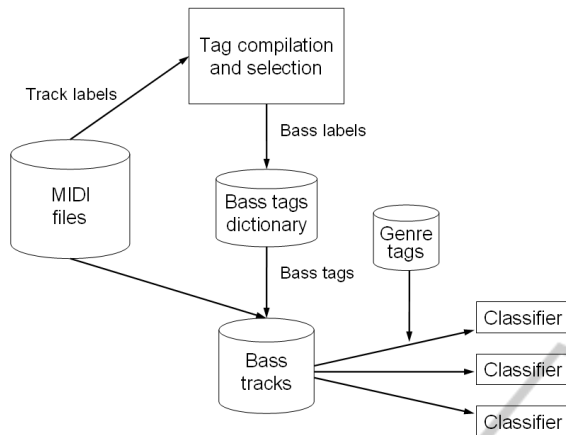 Tag compilation
and selection
Track labels
Bass labels
MIDI
files
Bass tags
dictionary
Genre
tags
Bass tags
Classifier
Bass
tracks
Classifier
Classifier